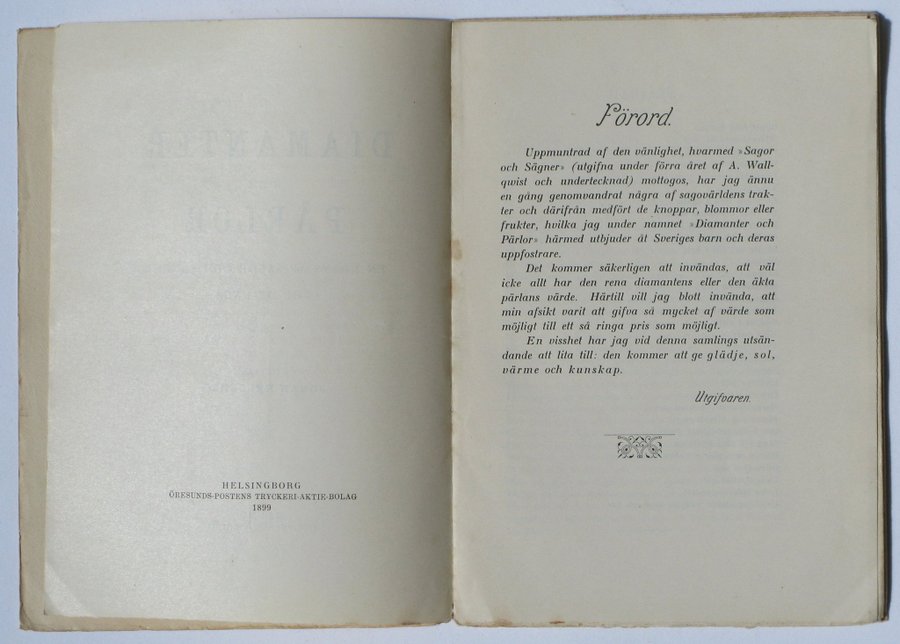 HELSINGBORG
ÖRESUNDS-POSTENS TRYCKERI-AKTIE-BOLAG
1899
Förord.
Uppmuntrad af den vänlighet, hvarmed »Sagor
och Sägner» (utgifna under förra året af A. Wall-
qwist och undertecknad) mottogos, har jag ännu
en gång genomvandrat några af sagovärldens trak-
ter och därifrån medfört de knoppar, blommor eller
frukter, hvilka jag under namnet »Diamanter och
Pärlor» härmed utbjuder åt Sveriges barn och deras
uppfostrare.
Det kommer säkerligen att invändas, att väl
icke allt har den rena diamantens eller den äkta
pärlans värde. Härtill vill jag blott invända, att
min afsikt varit att gifva så mycket af värde som
möjligt till ett så ringa pris som möjligt.
En visshet har jag vid denna samlings utsän-
dande att lita till: den kommer att ge glädje, sol,
värme och kunskap.
Utgifvaren.